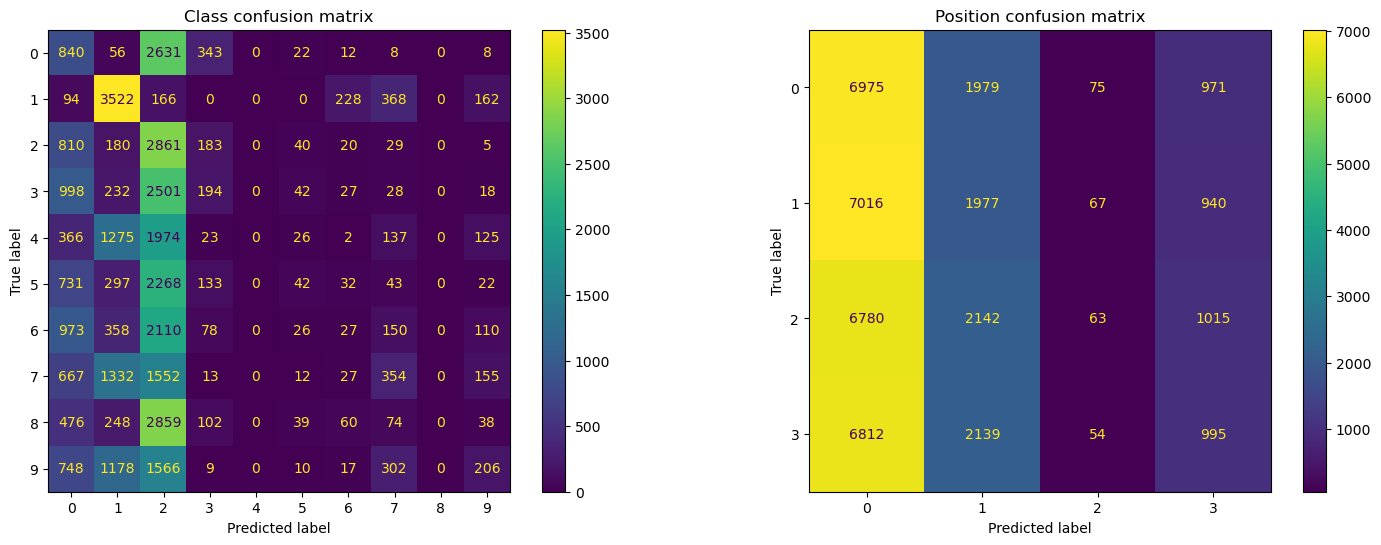 Class confusion matrix
0 840 56 2631 343 0 22 12 8 0 8
1 94 3522 166 0 0 0 228 368 0 162
2 810 180 2861 183 0 40 20 29 0 5
3 998 232 2501 194 0 42 27 28 0 18
4 366 1275 1974 23 0 26 2 137 0 125
5 731 297 2268 133 0 42 32 43 0 22
6 973 358 2110 78 0 26 27 150 0 110
7 667 1332 1552 13 0 12 27 354 0 155
8 476 248 2859 102 0 39 60 74 0 38
9 748 1178 1566 9 0 10 17 302 0 206
0 1 2 3 4 5 6 7 8 9
Predicted label
True label
3500
3000
2500
2000
1500
1000
500
0
Position confusion matrix
0 6975 1979 75 971
1 7016 1977 67 940
2 6780 2142 63 1015
3 6812 2139 54 995
0 1 2 3
Predicted label
True label
7000
6000
5000
4000
3000
2000
1000